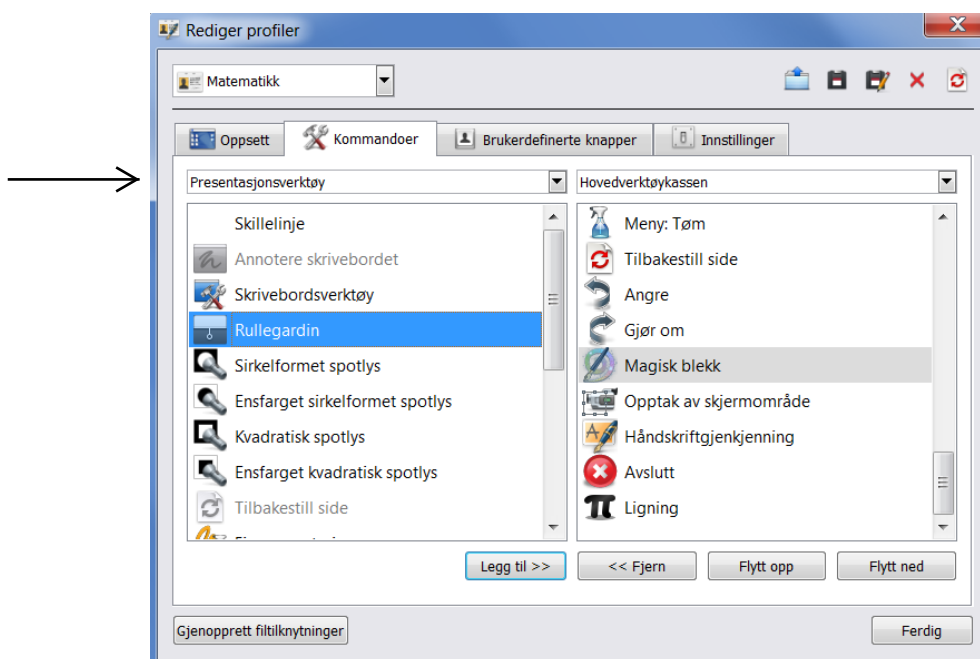 Rediger profiler
X
Matematikk
Oppsett Kommandoer Brukerdefinerte knapper Innstillinger
Presentasjonsverktøy
Skillelinje
Annotere skrivebordet
Skrivebordsverktøy
Rullegardin
Sirkelformet spotlys
Ensfarget sirkelformet spotlys
Kvadratisk spotlys
Ensfarget kvadratisk spotlys
Tilbakestill side
Hovedverktøykassen
Meny: Tøm
Tilbakestill side
Angre
Gjør om
Magisk blekk
Opptak av skjermområde
Håndskriftgjenkjenning
Avslutt
Ligning
Legg til >> << Fjern Flytt opp Flytt ned
Gjenopprett filtilknytninger Ferdig